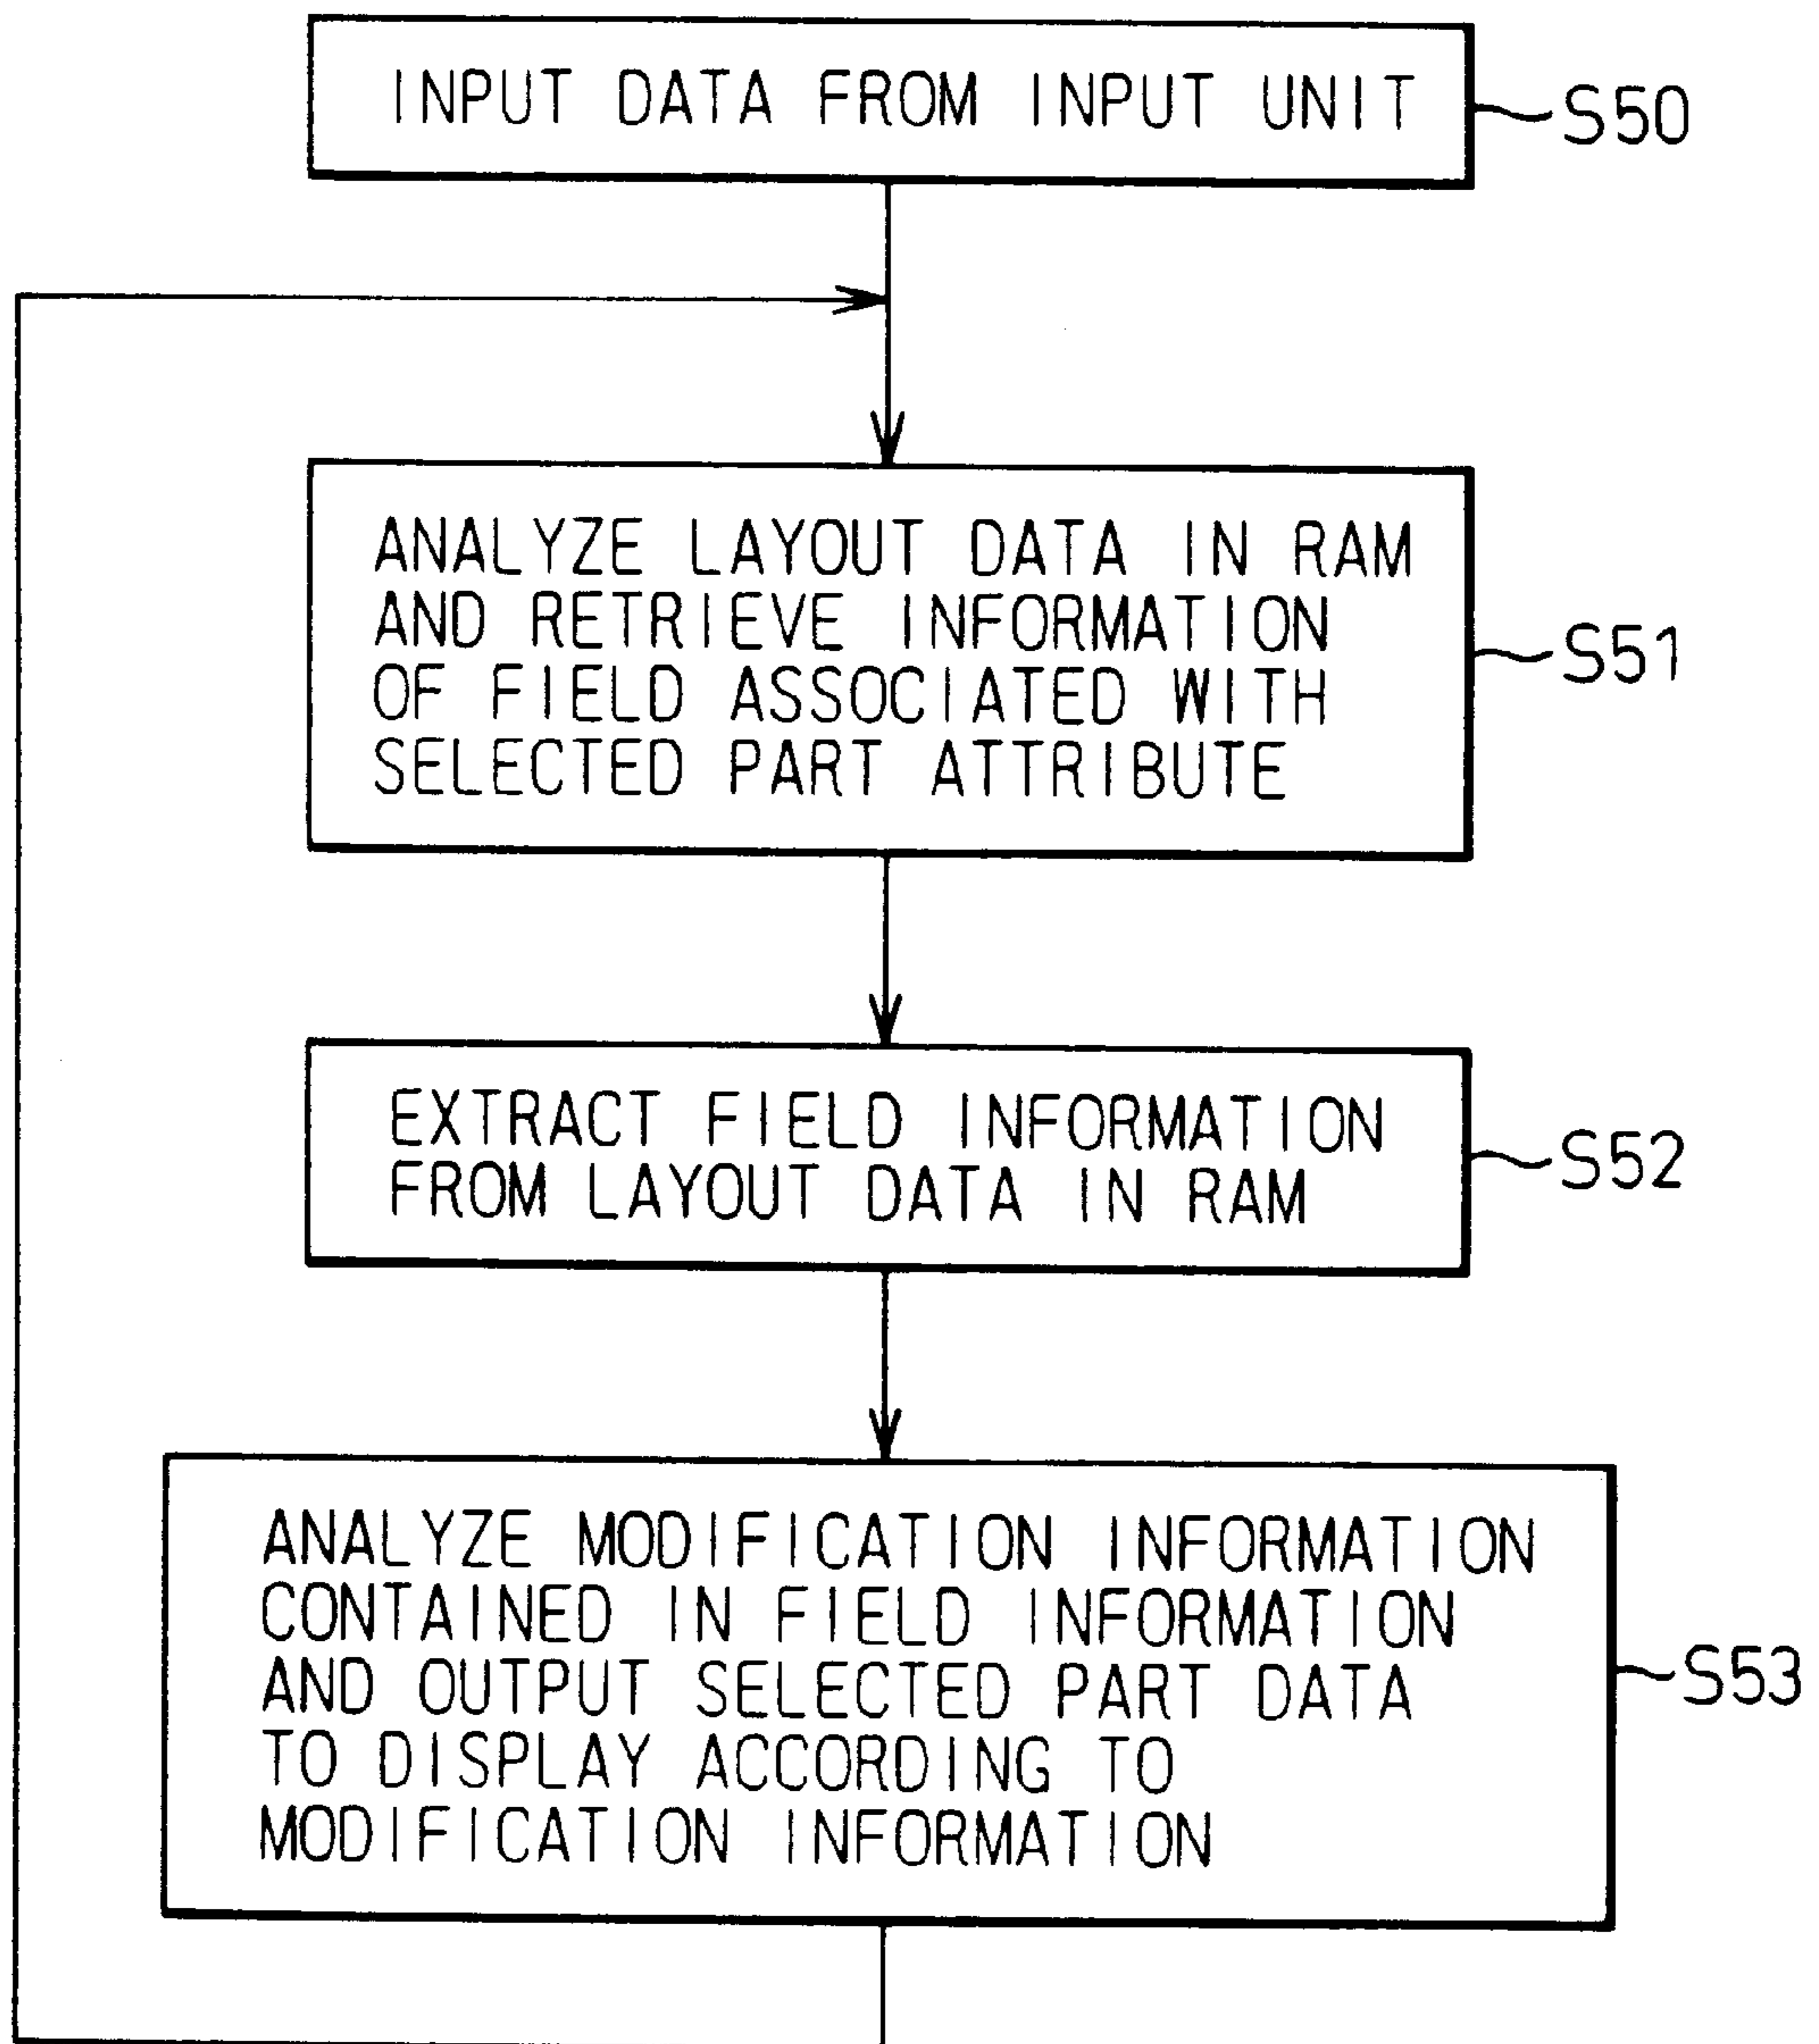 INPUT DATA FROM INPUT UNIT
S50
ANALYZE LAYOUT DATA IN RAM
AND RETRIEVE INFORMATION
OF FIELD ASSOCIATED WITH
SELECTED PART ATTRIBUTE
S51
EXTRACT FIELD INFORMATION
FROM LAYOUT DATA IN RAM
S52
ANALYZE MODIFICATION INFORMATION
CONTAINED IN FIELD INFORMATION
AND OUTPUT SELECTED PART DATA
TO DISPLAY ACCORDING TO
MODIFICATION INFORMATION
S53